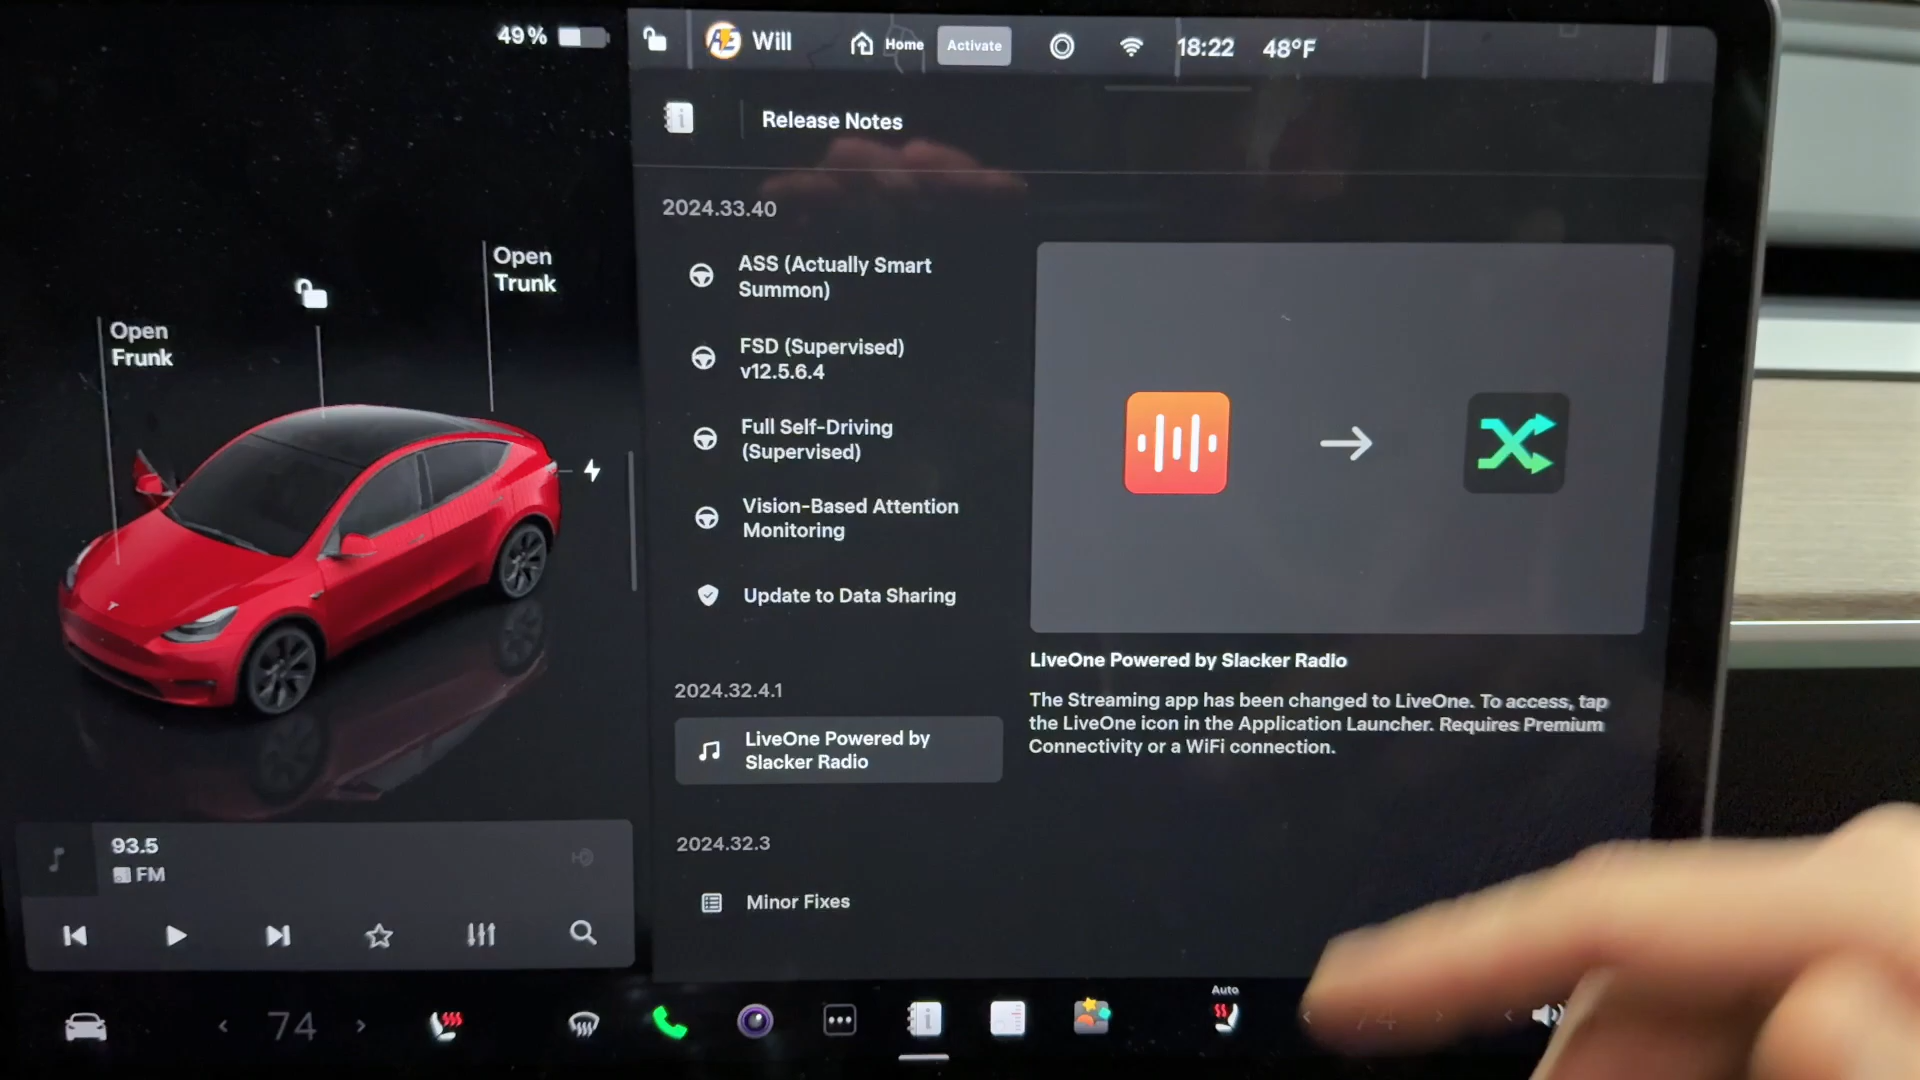 49%
Will
Home
Activate
18:22
48°F
Release Notes
Open
Trunk
Open
Frunk
2024.33.40
ASS (Actually Smart
Summon)
FSD (Supervised)
v12.5.6.4
Full Self-Driving
(Supervised)
Vision-Based Attention
Monitoring
Update to Data Sharing
2024.32.4.1
LiveOne Powered by
Slacker Radio
2024.32.3
Minor Fixes
LiveOne Powered by Slacker Radio
The Streaming app has been changed to LiveOne. To access, tap
the LiveOne icon in the Application Launcher. Requires Premium
Connectivity or a WiFi connection.
93.5
FM
74
Auto
74